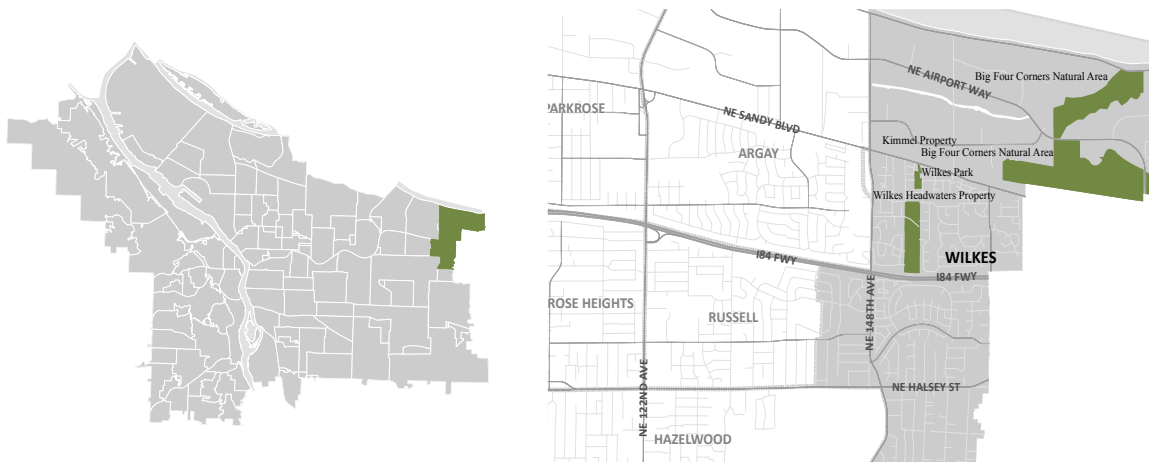 NE AIRPORT WAY
Big Four Corners Natural Area
PARKROSE
NE SANDY BLVD
ARGAY
Kimmel Property
Big Four Corners Natural Area
Wilkes Park
Wilkes Headwaters Property
I84 FWY
WILKES
I84 FWY
ROSE HEIGHTS
RUSSELL
NE 148TH AVE
NE 122ND AVE
NE HALSEY ST
HAZELWOOD